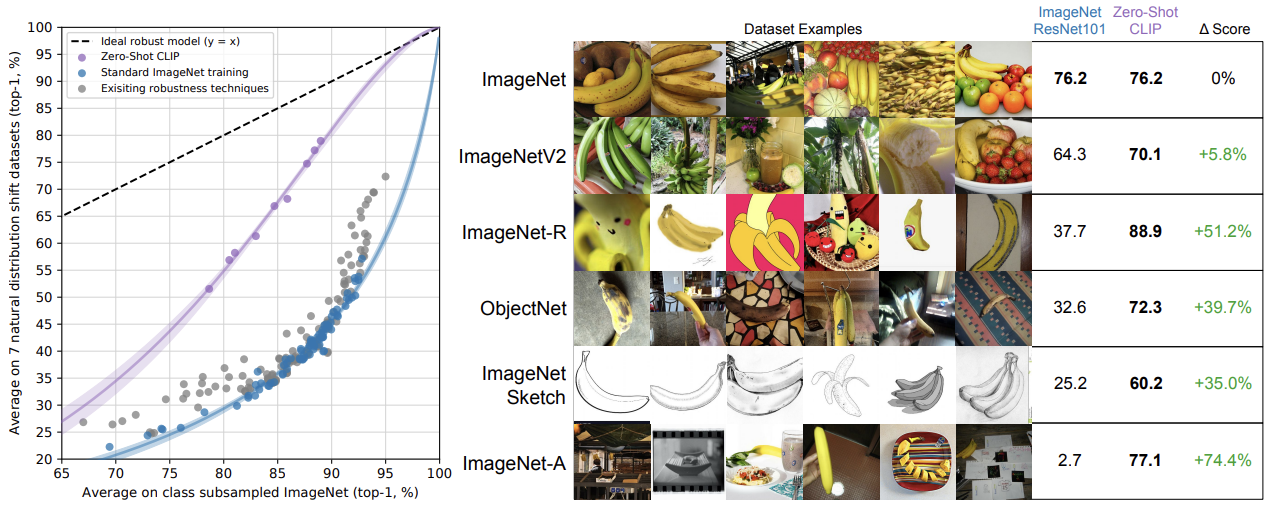 Average on 7 natural distribution shift datasets (top-1, %)
100
95
90
85
80
75
70
65
60
55
50
45
40
35
30
25
20
Ideal robust model (y = x)
Zero-Shot CLIP
Standard ImageNet training
Exisiting robustness techniques
65 70 75 80 85 90 95 100
Average on class subsampled ImageNet (top-1, %)
Dataset Examples
ImageNet
ResNet101
Zero-Shot
CLIP
Δ Score
ImageNet 76.2 76.2 0%
ImageNetV2 64.3 70.1 +5.8%
ImageNet-R 37.7 88.9 +51.2%
ObjectNet 32.6 72.3 +39.7%
ImageNet
Sketch
25.2 60.2 +35.0%
ImageNet-A 2.7 77.1 +74.4%